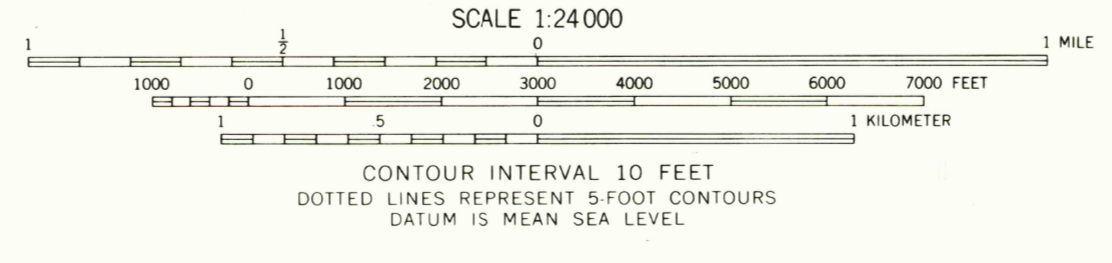 SCALE 1:24 000
1 1/2 0 1 MILE
1000 0 1000 2000 3000 4000 5000 6000 7000 FEET
1 .5 0 1 KILOMETER
CONTOUR INTERVAL 10 FEET
DOTTED LINES REPRESENT 5-FOOT CONTOURS
DATUM IS MEAN SEA LEVEL